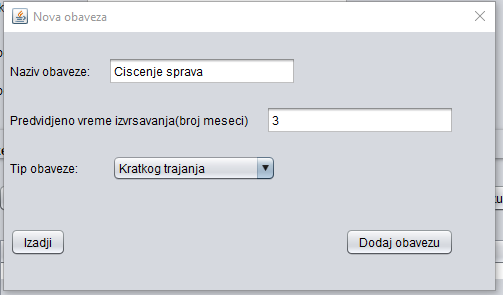 Nova obaveza
Naziv obaveze: Ciscenje sprava
Predvidjeno vreme izvrsavanja(broj meseci) 3
Tip obaveze: Kratkog trajanja
Izadji Dodaj obavezu